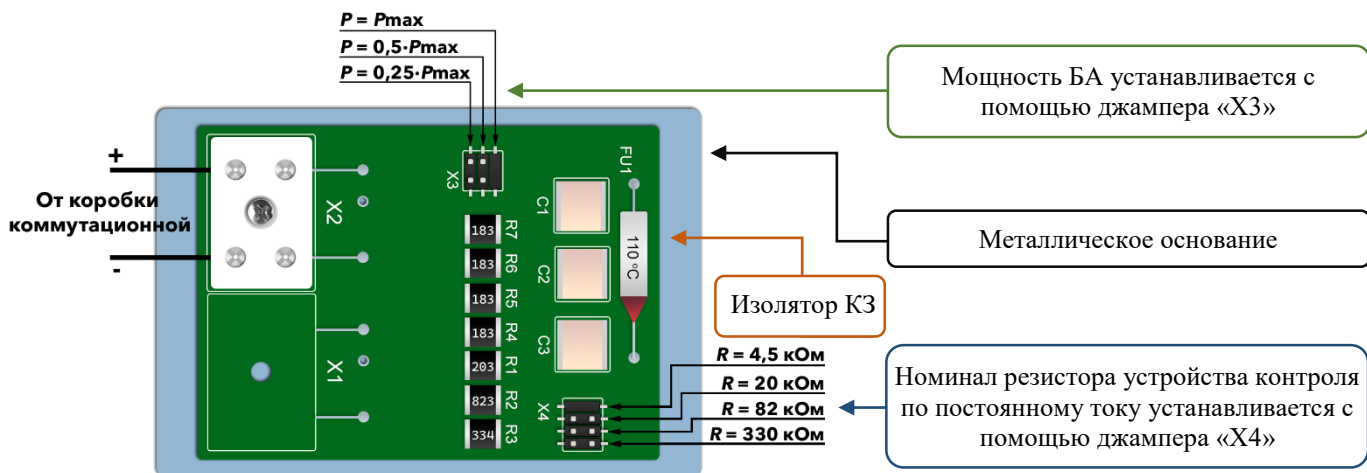 P = Pmax
P = 0,5·Pmax
P = 0,25·Pmax
Мощность БА устанавливается с
помощью джампера «X3»
+
От коробки
коммутационной
-
X2
X1
X3
FU1
110 °C
C1
C2
C3
183
R7
183
R6
183
R5
183
R4
203
R1
823
R2
334
R3
X4
Металлическое основание
Изолятор КЗ
R = 4,5 кОм
R = 20 кОм
R = 82 кОм
R = 330 кОм
Номинал резистора устройства контроля
по постоянному току устанавливается с
помощью джампера «X4»